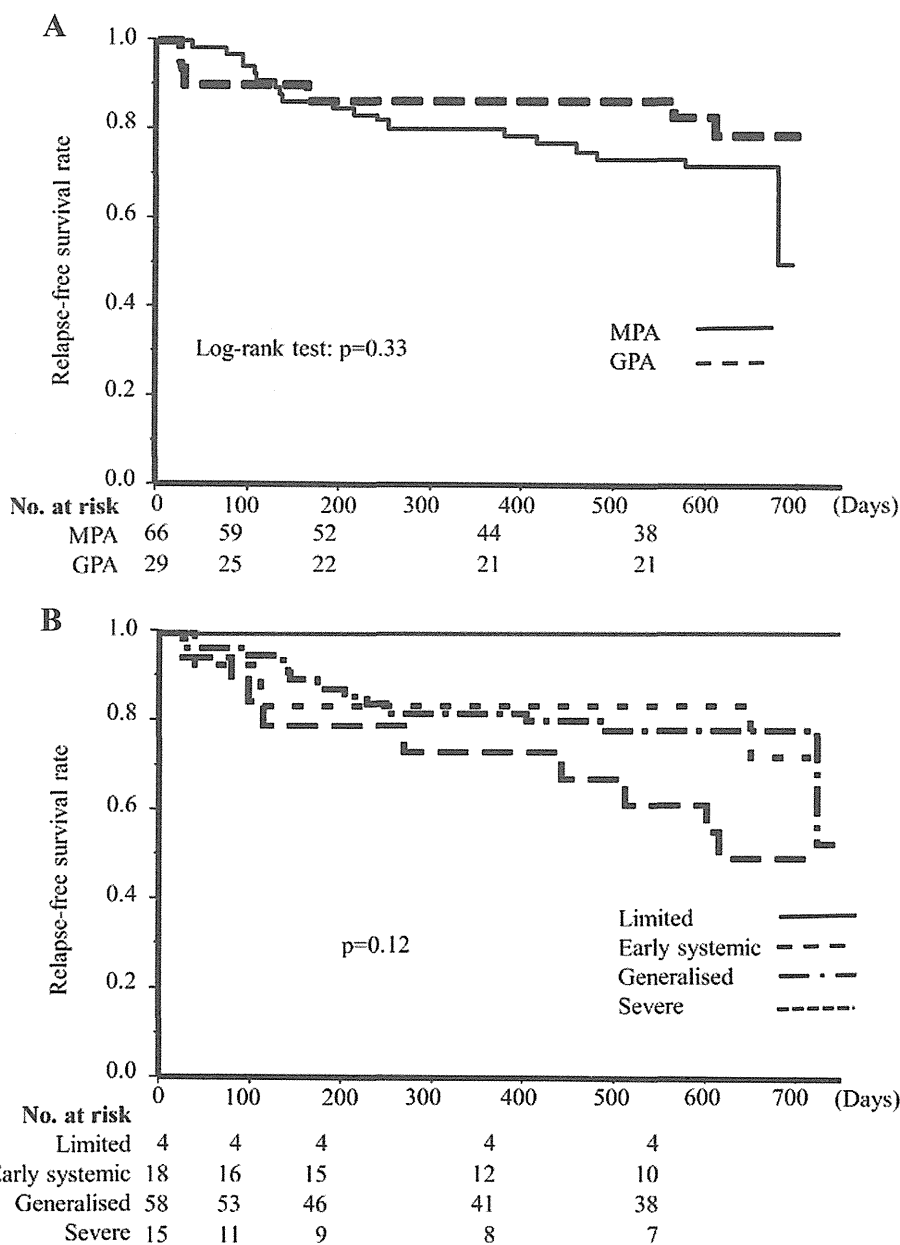 A
Relapse-free survival rate
1.0
0.8
0.6
0.4
0.2
0.0
Log-rank test: p=0.33
MPA
GPA
0 100 200 300 400 500 600 700 (Days)
No. at risk
MPA 66 59 52 44 38
GPA 29 25 22 21 21
B
Relapse-free survival rate
1.0
0.8
0.6
0.4
0.2
0.0
p=0.12
Limited
Early systemic
Generalised
Severe
0 100 200 300 400 500 600 700 (Days)
No. at risk
Limited 4 4 4 4 4
Early systemic 18 16 15 12 10
Generalised 58 53 46 41 38
Severe 15 11 9 8 7